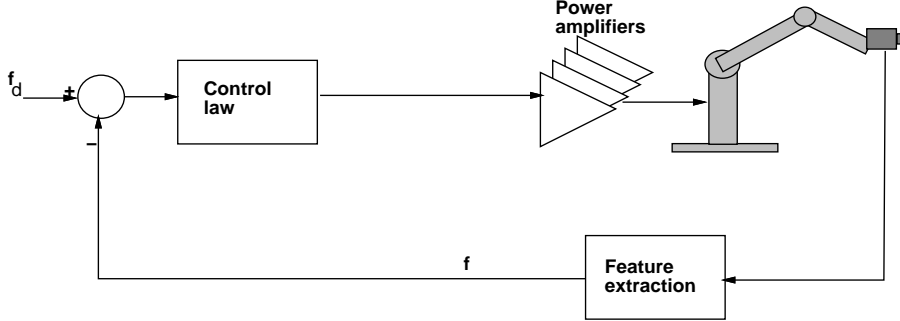 Power
amplifiers
f
d
+
Control
law
−
f
Feature
extraction